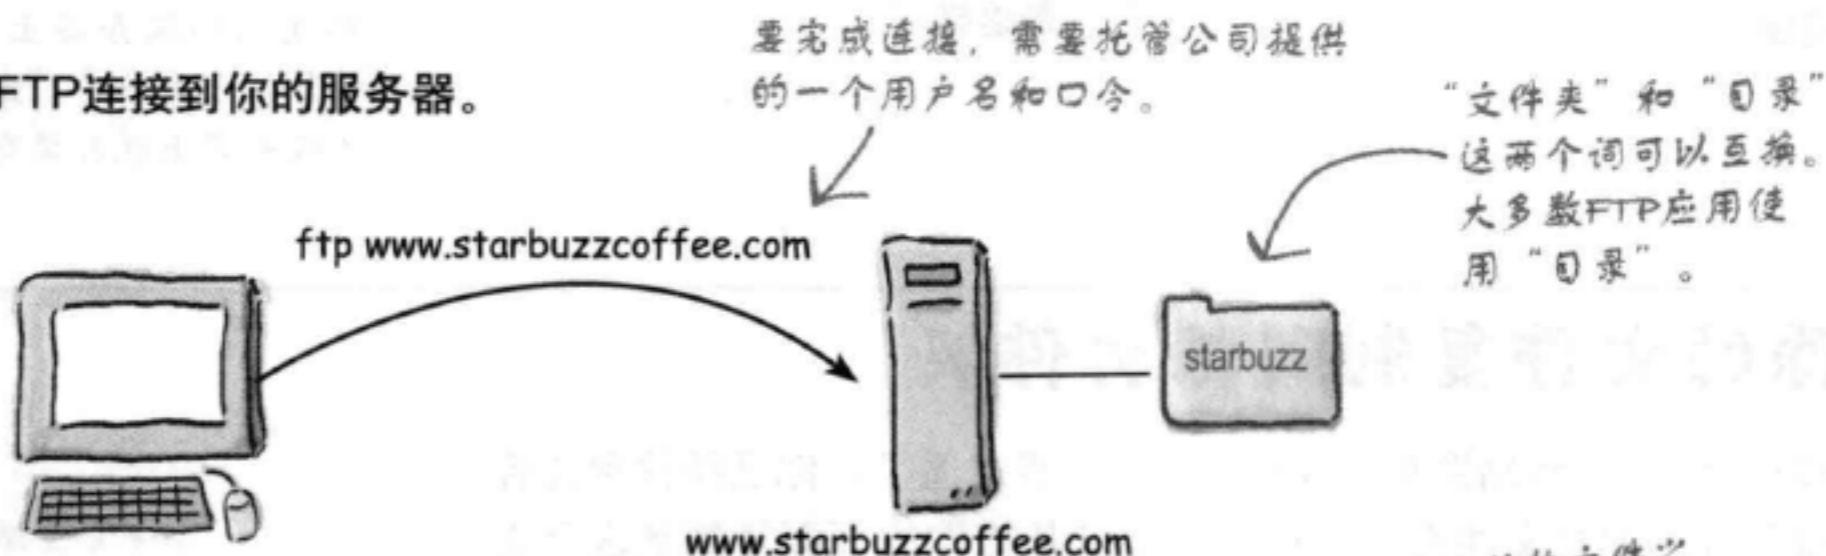 FTP连接到你的服务器。
要完成连接，需要托管公司提供
的一个用户名和口令。
“文件夹”和“目录”
这两个词可以互换。
大多数FTP应用使
用“目录”。
ftp www.starbuzzcoffee.com
starbuzz
www.starbuzzcoffee.com